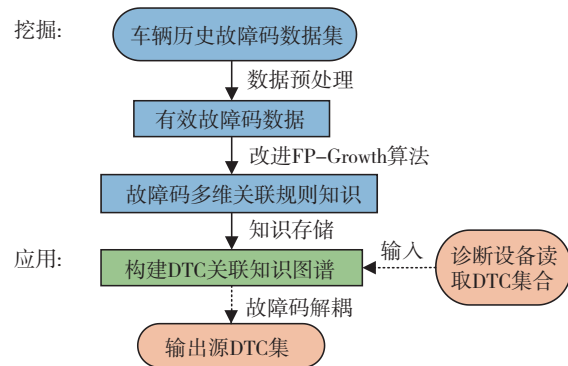 挖掘:
车辆历史故障码数据集
数据预处理
有效故障码数据
改进FP-Growth算法
故障码多维关联规则知识
知识存储
应用:
构建DTC关联知识图谱
输入
诊断设备读
取DTC集合
故障码解耦
输出源DTC集